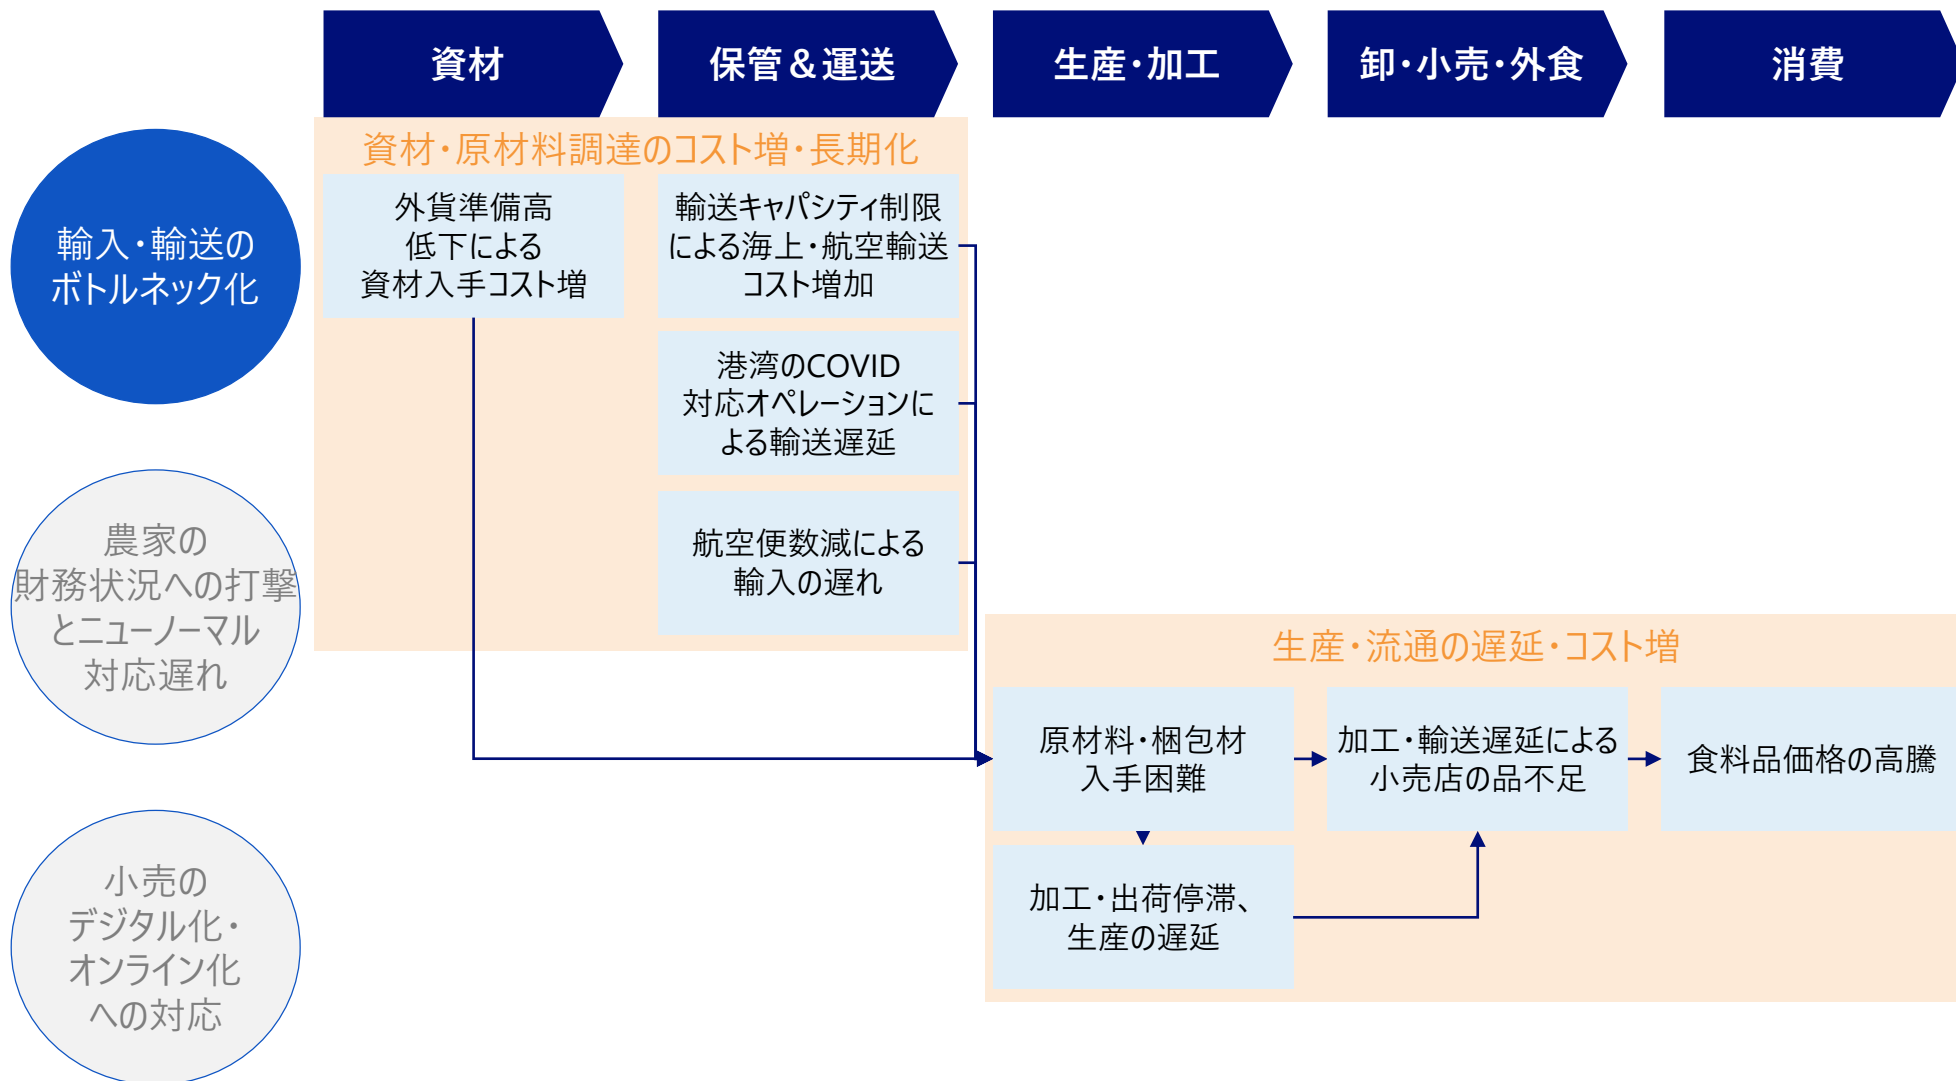 資材
保管＆運送
生産・加工
卸・小売・外食
消費
輸入・輸送の
ボトルネック化
農家の
財務状況への打撃
とニューノーマル
対応遅れ
小売の
デジタル化・
オンライン化
への対応
資材・原材料調達のコスト増・長期化
外貨準備高
低下による
資材入手コスト増
輸送キャパシティ制限
による海上・航空輸送
コスト増加
港湾のCOVID
対応オペレーションに
よる輸送遅延
航空便数減による
輸入の遅れ
生産・流通の遅延・コスト増
原材料・梱包材
入手困難
加工・輸送遅延による
小売店の品不足
食料品価格の高騰
加工・出荷停滞、
生産の遅延